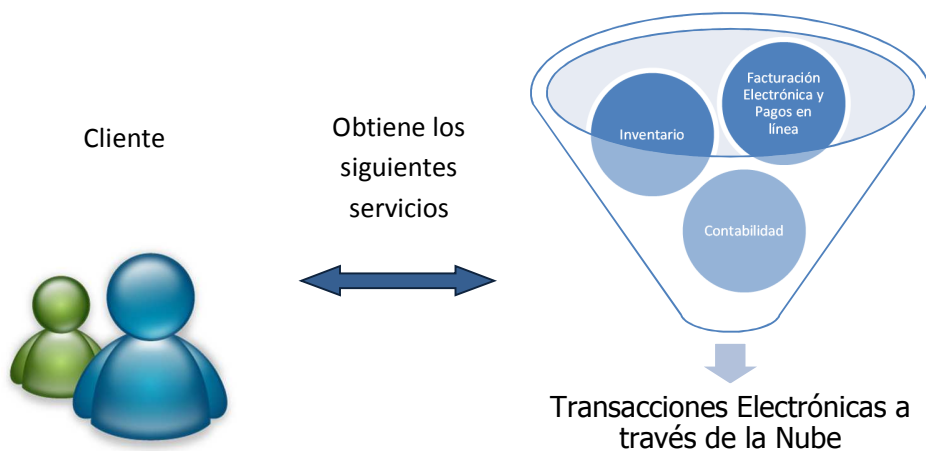 Cliente
Obtiene los
siguientes
servicios
Facturación
Electrónica y
Pagos en
línea
Inventario
Contabilidad
Transacciones Electrónicas a
través de la Nube